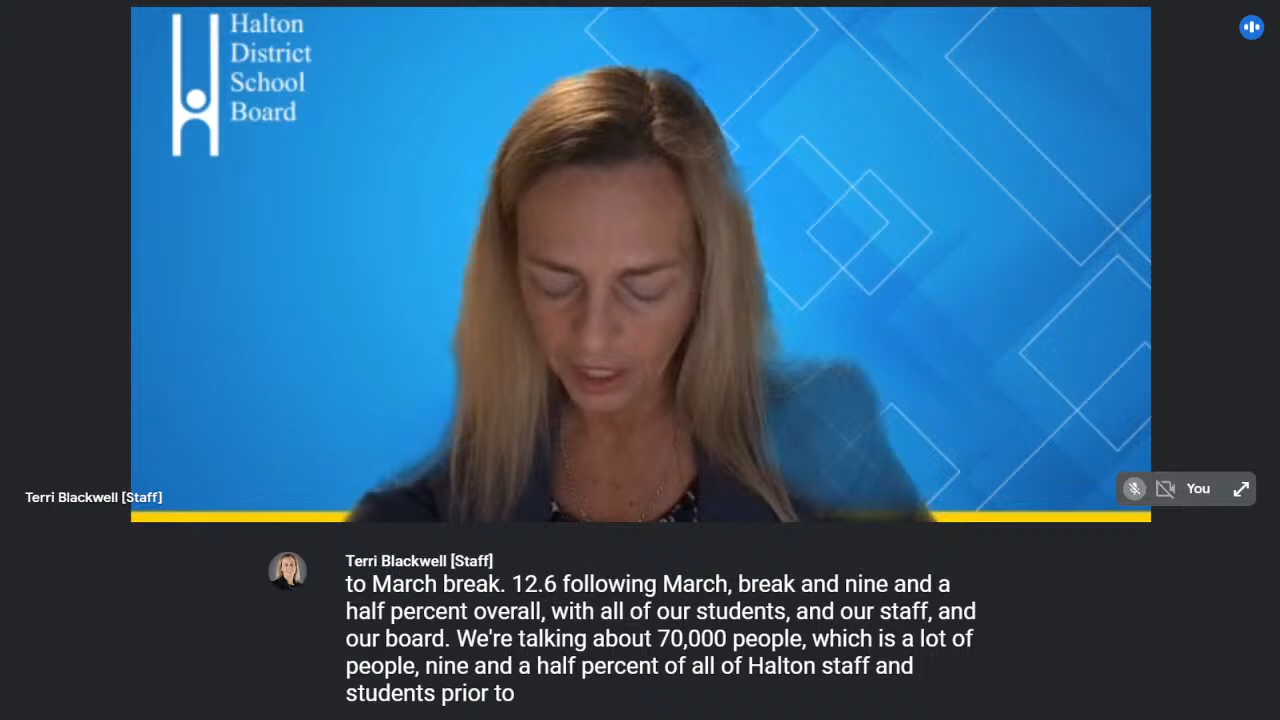 Halton
District
School
Board
Terri Blackwell [Staff]
You
Terri Blackwell [Staff]
to March break. 12.6 following March, break and nine and a
half percent overall, with all of our students, and our staff, and
our board. We're talking about 70,000 people, which is a lot of
people, nine and a half percent of all of Halton staff and
students prior to